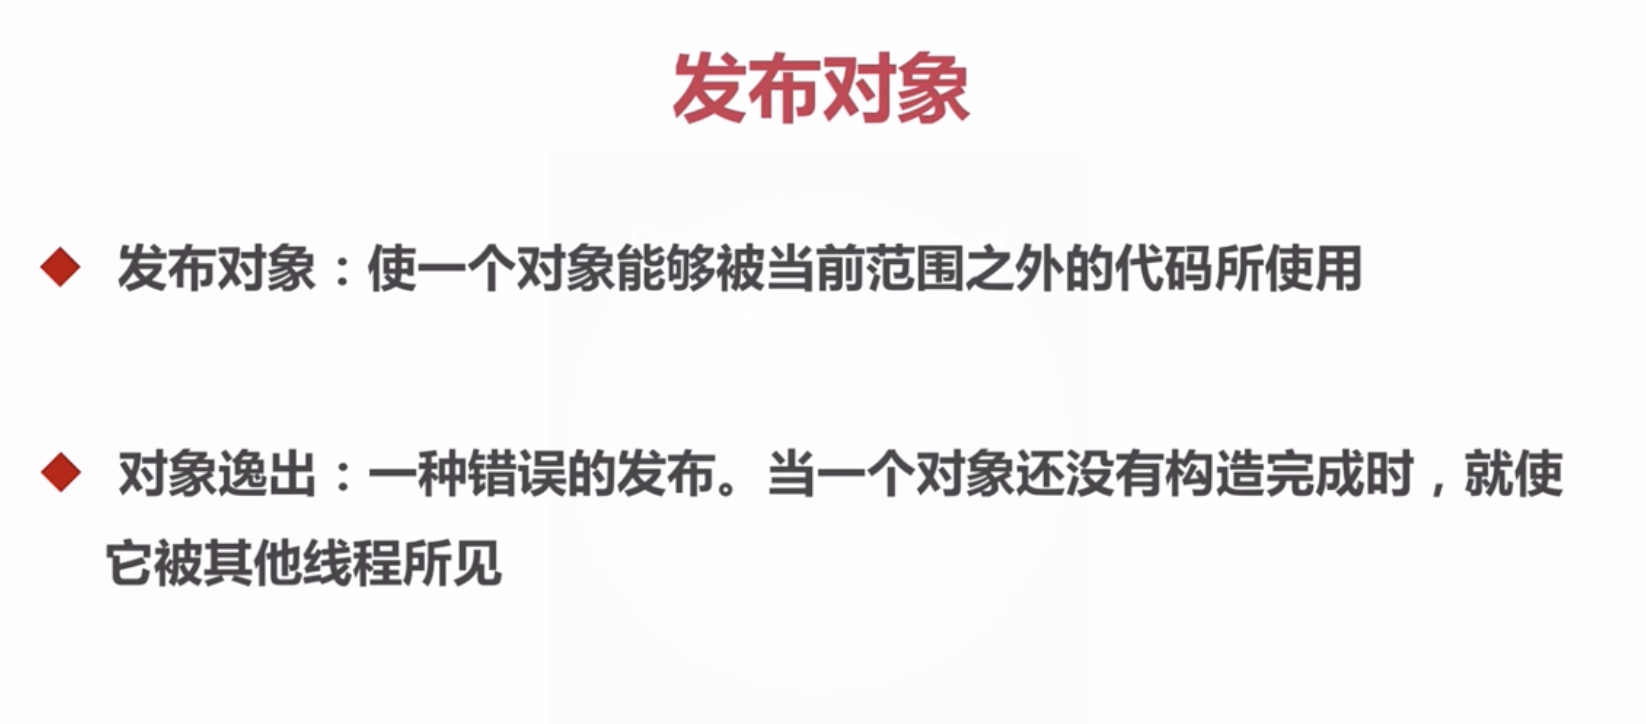 发布对象
发布对象：使一个对象能够被当前范围之外的代码所使用
对象逸出：一种错误的发布。当一个对象还没有构造完成时，就使
它被其他线程所见